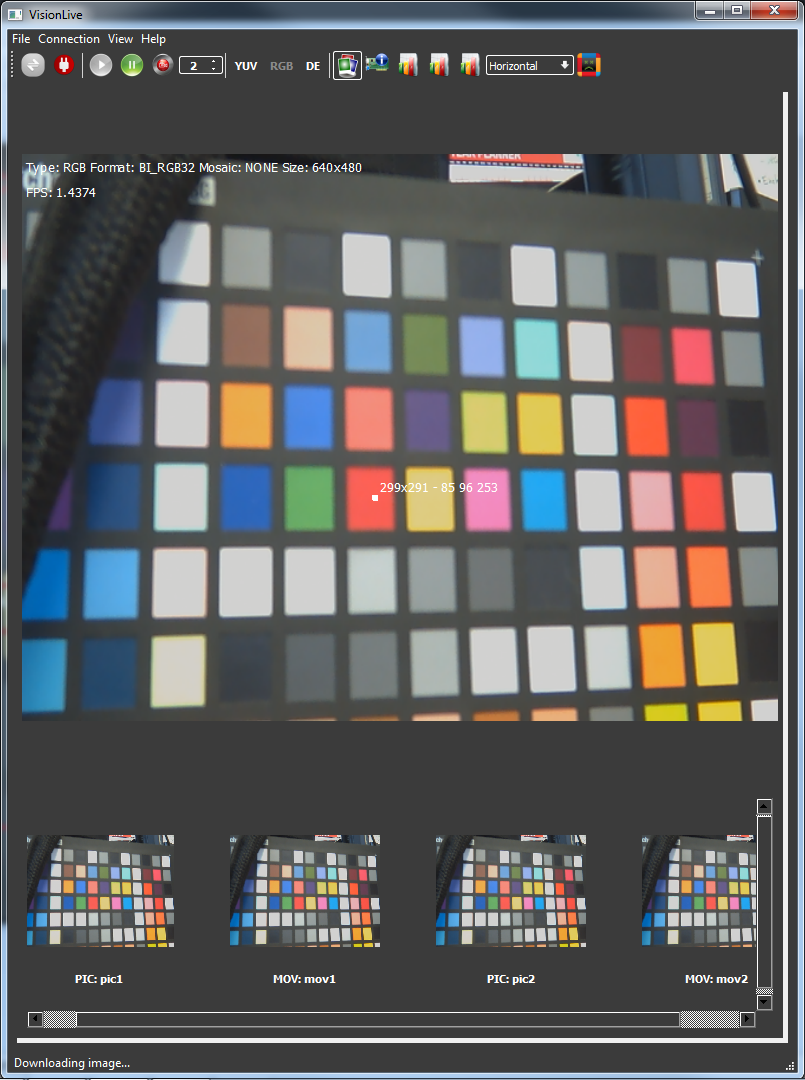 VisionLive
File Connection View Help
2 YUV RGB DE Horizontal
Type: RGB Format: BI_RGB32 Mosaic: NONE Size: 640x480
FPS: 1.4374
299x291 - 85 96 253
PIC: pic1 MOV: mov1 PIC: pic2 MOV: mov2
Downloading image...